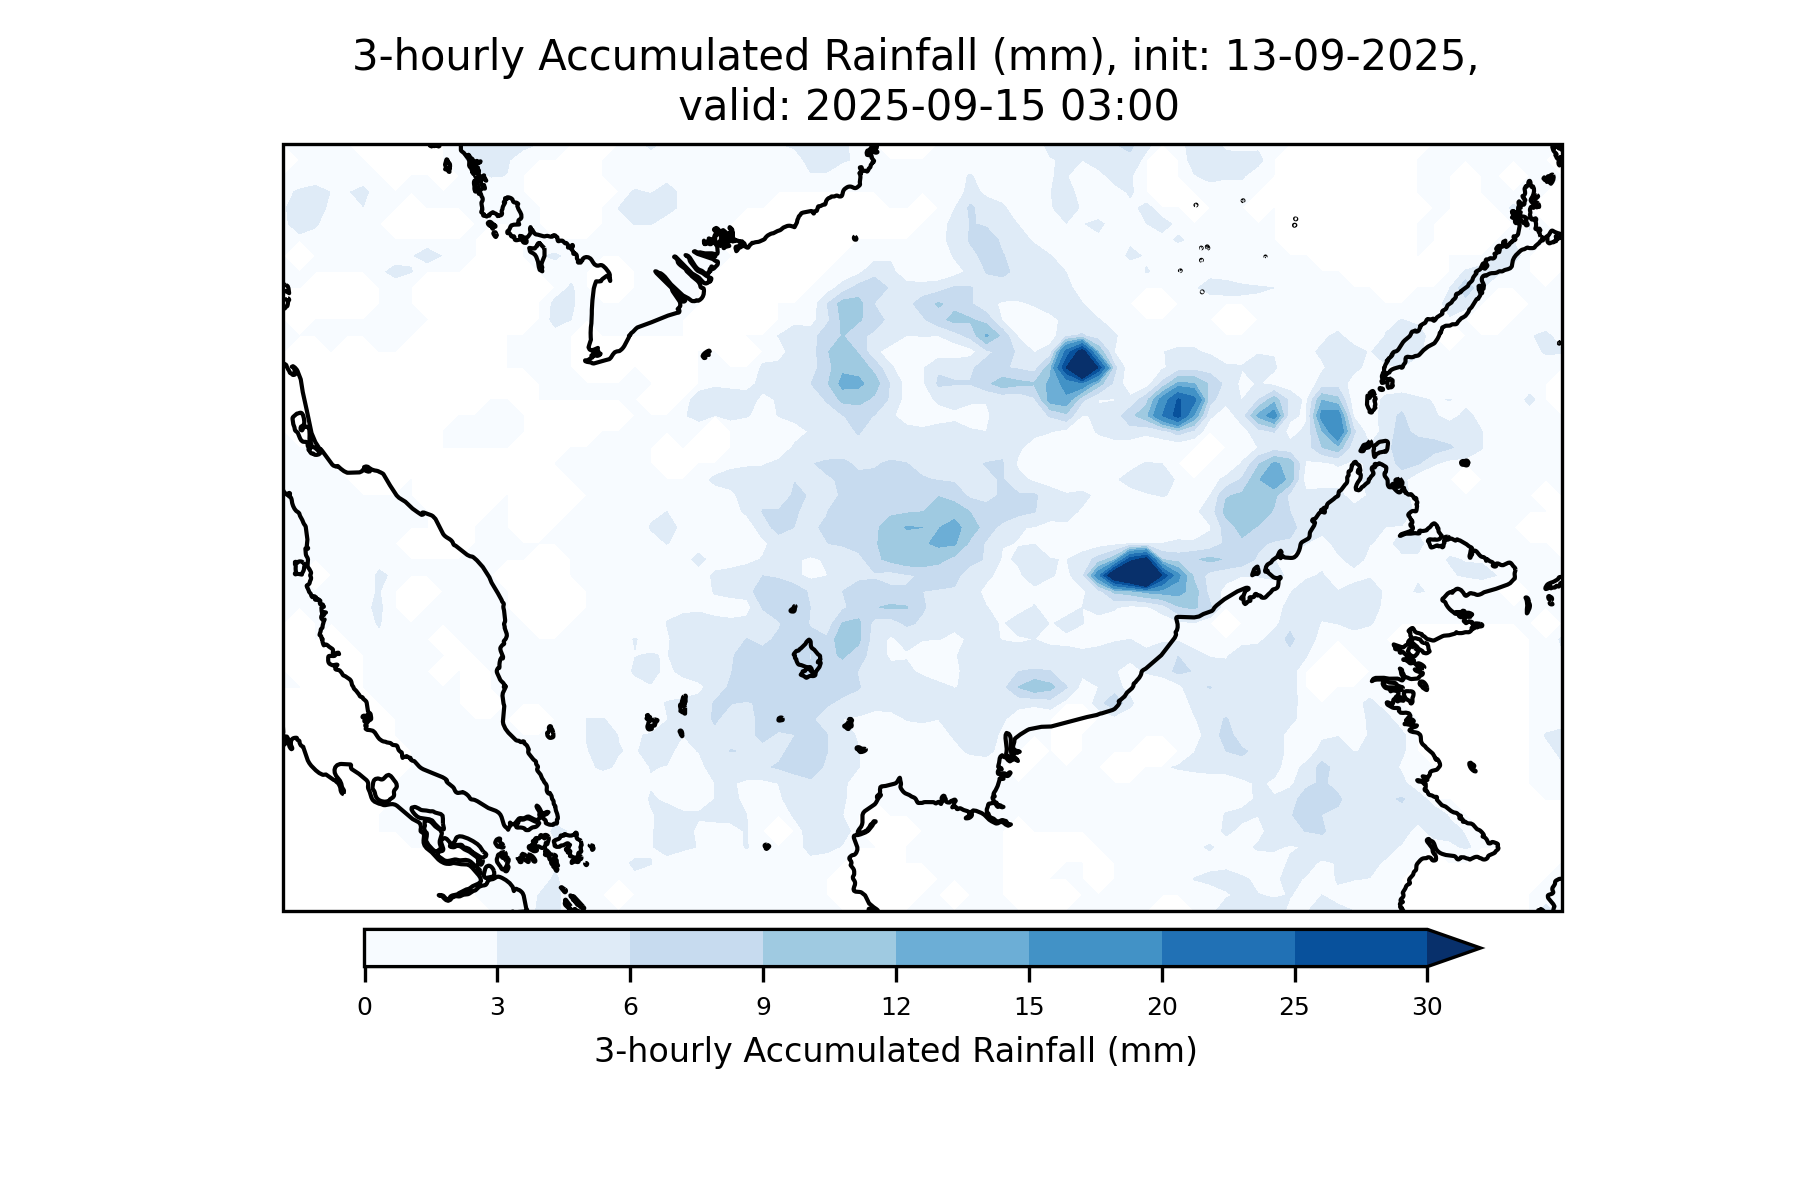 3-hourly Accumulated Rainfall (mm), init: 13-09-2025,
valid: 2025-09-15 03:00
0 3 6 9 12 15 20 25 30
3-hourly Accumulated Rainfall (mm)